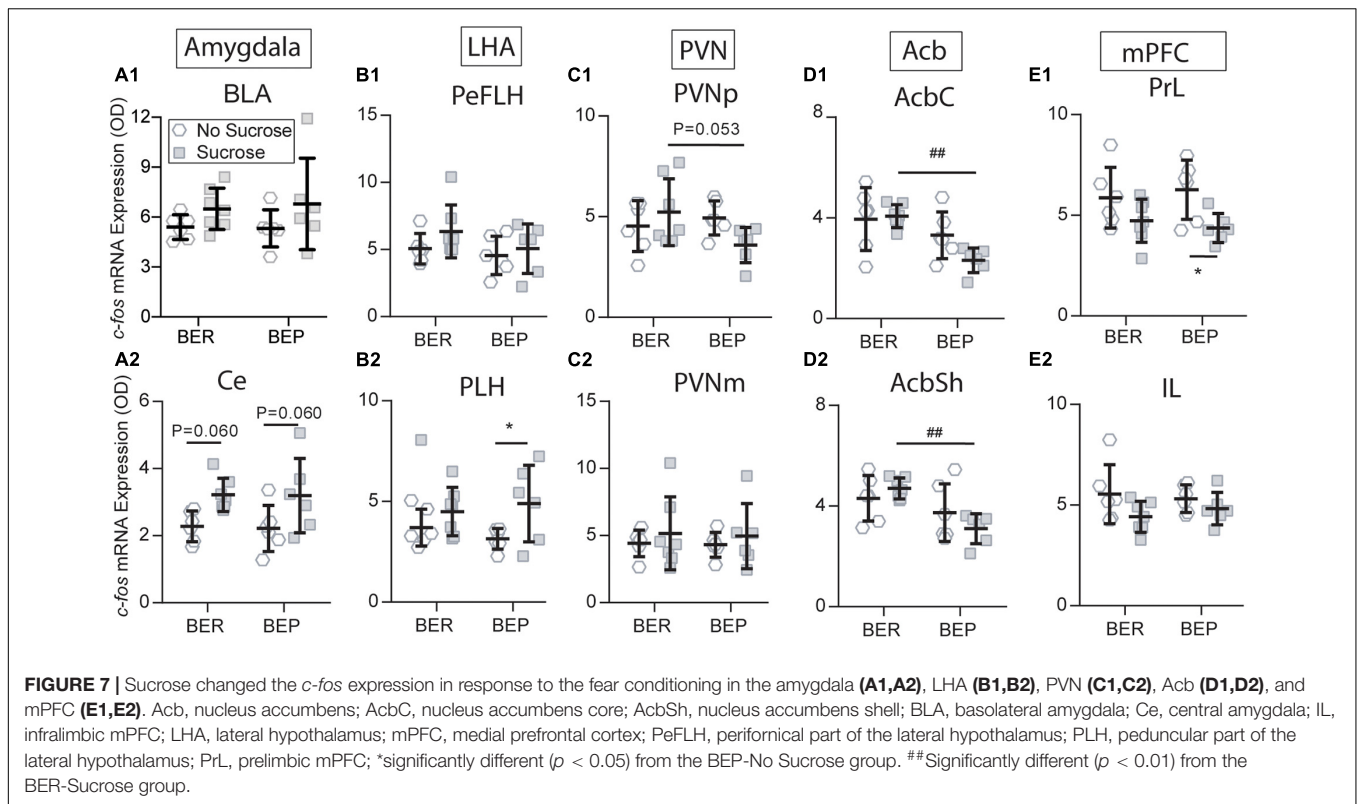 Amygdala LHA PVN Acb mPFC
A1 B1 C1 D1 E1
BLA PeFLH PVNp AcbC PrL
c-fos mRNA Expression (OD)
No Sucrose
Sucrose
12
9
6
3
0
BER BEP
15
10
5
0
BER BEP
P=0.053
10
5
0
BER BEP
##
8
4
0
BER BEP
10
5
0
*
BER BEP
A2 B2 C2 D2 E2
Ce PLH PVNm AcbSh IL
c-fos mRNA Expression (OD)
P=0.060 P=0.060
6
4
2
0
BER BEP
*
10
5
0
BER BEP
15
10
5
0
BER BEP
##
8
4
0
BER BEP
10
5
0
BER BEP
FIGURE 7 | Sucrose changed the c-fos expression in response to the fear conditioning in the amygdala (A1,A2), LHA (B1,B2), PVN (C1,C2), Acb (D1,D2), and
mPFC (E1,E2). Acb, nucleus accumbens; AcbC, nucleus accumbens core; AcbSh, nucleus accumbens shell; BLA, basolateral amygdala; Ce, central amygdala; IL,
infralimbic mPFC; LHA, lateral hypothalamus; mPFC, medial prefrontal cortex; PeFLH, perifornical part of the lateral hypothalamus; PLH, peduncular part of the
lateral hypothalamus; PrL, prelimbic mPFC; *significantly different (p < 0.05) from the BEP-No Sucrose group. ##Significantly different (p < 0.01) from the
BER-Sucrose group.